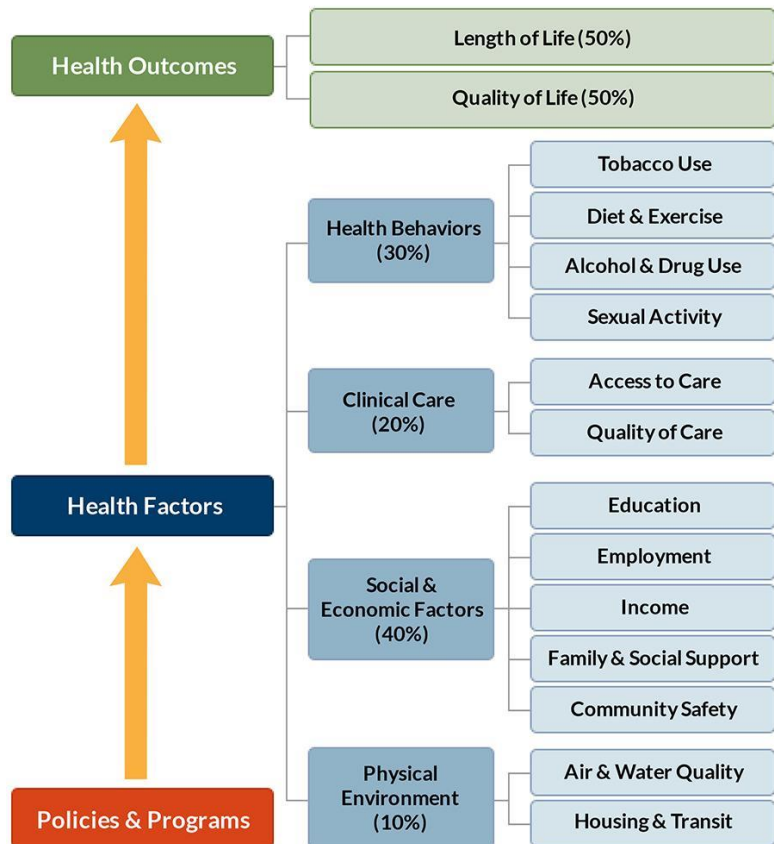 Health Outcomes
Length of Life (50%)
Quality of Life (50%)
Health Factors
Health Behaviors
(30%)
Tobacco Use
Diet & Exercise
Alcohol & Drug Use
Sexual Activity
Clinical Care
(20%)
Access to Care
Quality of Care
Social &
Economic Factors
(40%)
Education
Employment
Income
Family & Social Support
Community Safety
Physical
Environment
(10%)
Air & Water Quality
Housing & Transit
Policies & Programs